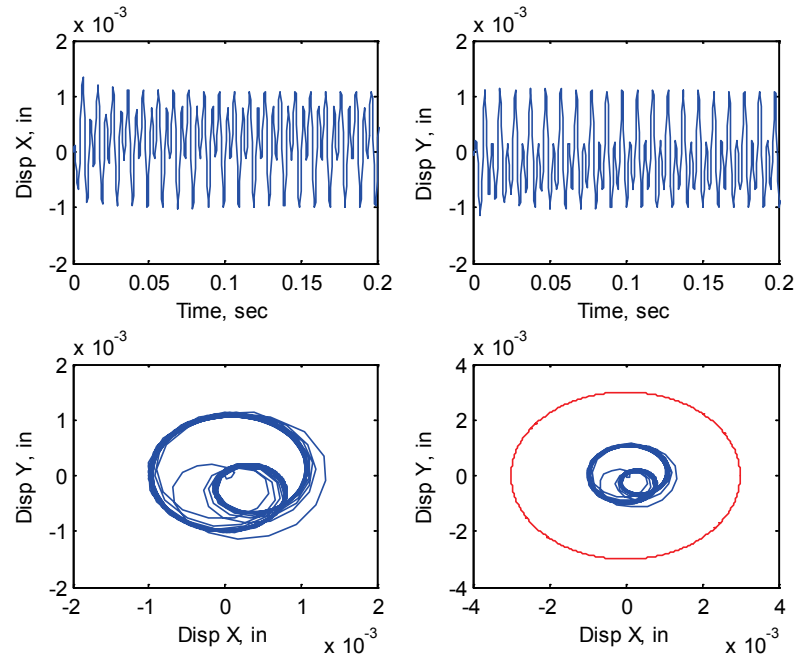 x 10^-3
2
1
0
-1
-2
Disp X, in
0 0.05 0.1 0.15 0.2
Time, sec
x 10^-3
2
1
0
-1
-2
Disp Y, in
0 0.05 0.1 0.15 0.2
Time, sec
x 10^-3
2
1
0
-1
-2
Disp Y, in
-2 -1 0 1 2
Disp X, in
x 10^-3
x 10^-3
4
2
0
-2
-4
Disp Y, in
-4 -2 0 2 4
Disp X, in
x 10^-3